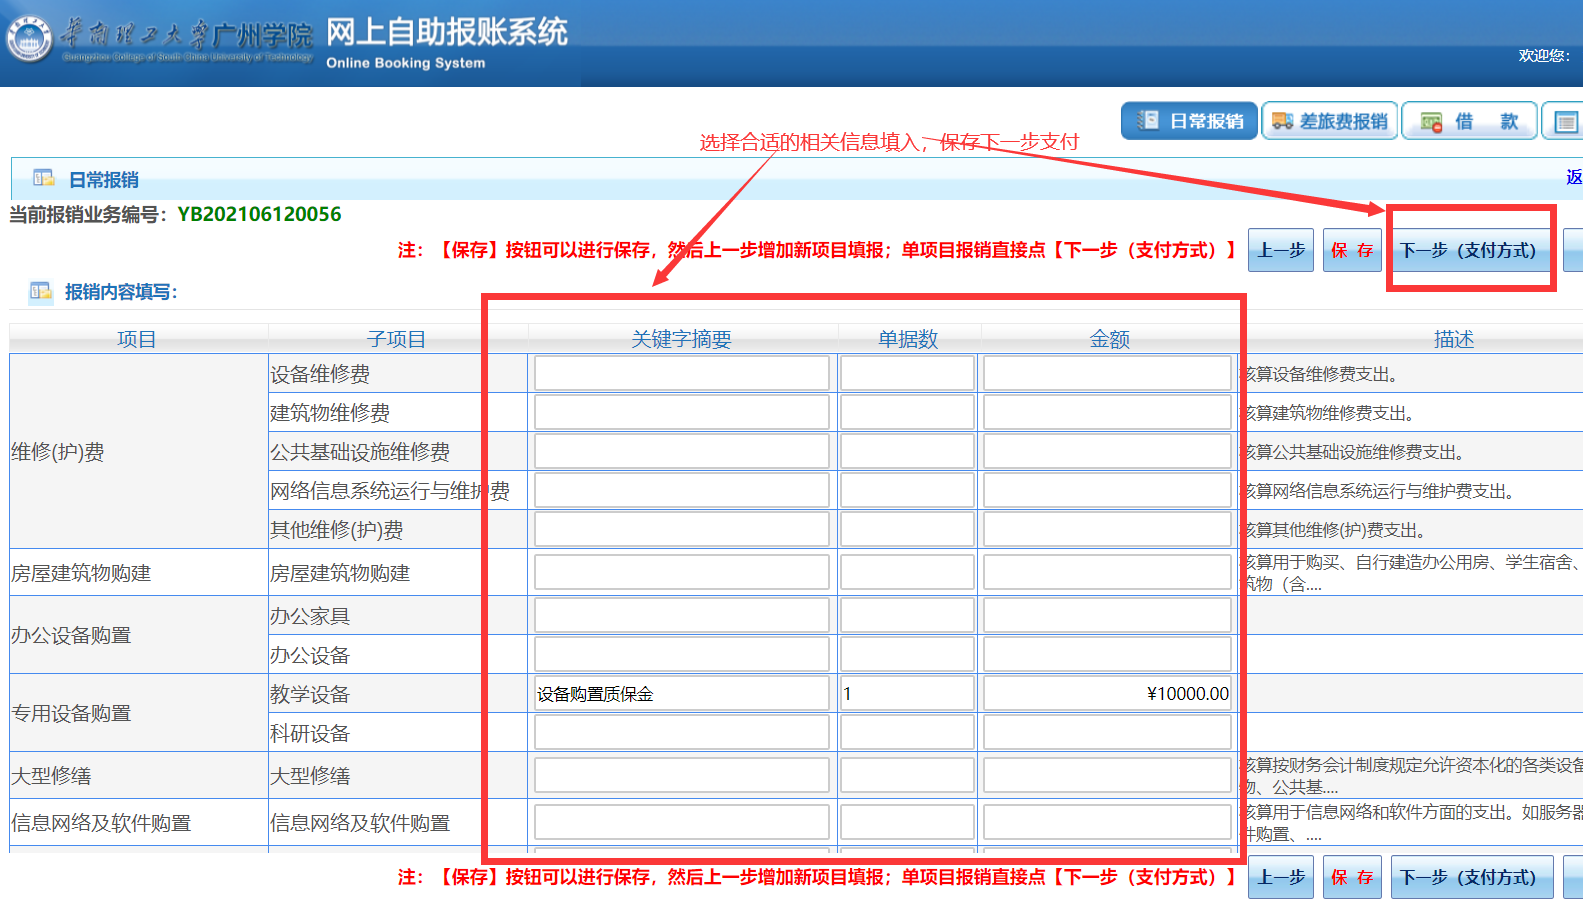 华南理工大学广州学院 网上自助报账系统
Guangzhou College of South China University of Technology
Online Booking System
欢迎您：
日常报销 差旅费报销 借 款
选择合适的相关信息填入，保存下一步支付
日常报销
返
当前报销业务编号：YB202106120056
注：【保存】按钮可以进行保存，然后上一步增加新项目填报；单项目报销直接点【下一步（支付方式）】 上一步 保 存 下一步（支付方式）
报销内容填写：
项目 子项目 关键字摘要 单据数 金额 描述
维修(护)费
设备维修费 核算设备维修费支出。
建筑物维修费 核算建筑物维修费支出。
公共基础设施维修费 核算公共基础设施维修费支出。
网络信息系统运行与维护费 核算网络信息系统运行与维护费支出。
其他维修(护)费 核算其他维修(护)费支出。
房屋建筑物购建 房屋建筑物购建 核算用于购买、自行建造办公用房、学生宿舍、
筑物（含....
办公设备购置
办公家具
办公设备
专用设备购置
教学设备 设备购置质保金 1 ¥10000.00
科研设备
大型修缮 大型修缮 核算按财务会计制度规定允许资本化的各类设备
物、公共基....
信息网络及软件购置 信息网络及软件购置 核算用于信息网络和软件方面的支出。如服务器
件购置、....
注：【保存】按钮可以进行保存，然后上一步增加新项目填报；单项目报销直接点【下一步（支付方式）】 上一步 保 存 下一步（支付方式）